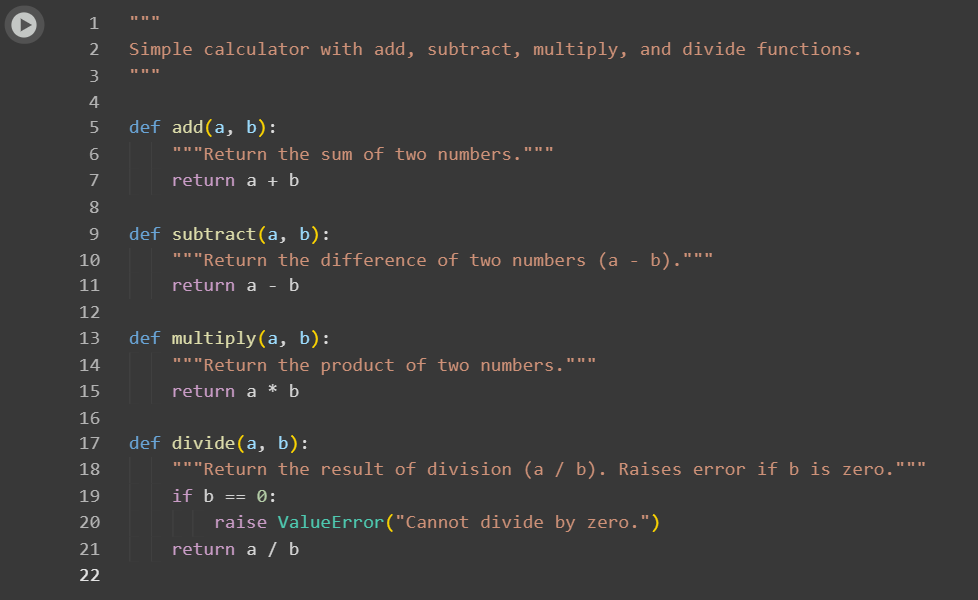 1 """
2 Simple calculator with add, subtract, multiply, and divide functions.
3 """
4
5 def add(a, b):
6     """Return the sum of two numbers."""
7     return a + b
8
9 def subtract(a, b):
10     """Return the difference of two numbers (a - b)."""
11     return a - b
12
13 def multiply(a, b):
14     """Return the product of two numbers."""
15     return a * b
16
17 def divide(a, b):
18     """Return the result of division (a / b). Raises error if b is zero."""
19     if b == 0:
20         raise ValueError("Cannot divide by zero.")
21     return a / b
22